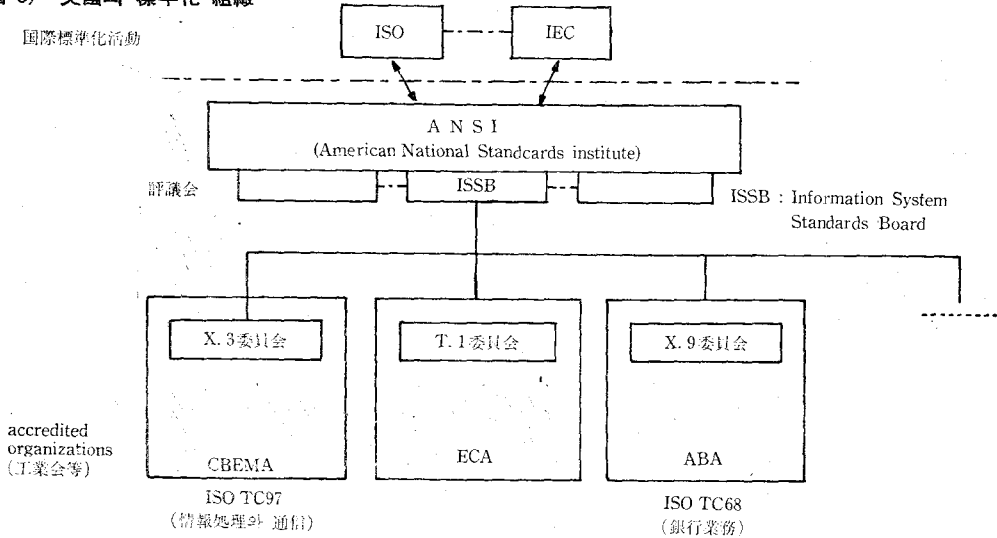 美國의 標準化 組織
国際標準化活動
ISO
IEC
A N S I
(American National Standcards institute)
評議会
ISSB
ISSB : Information System
Standards Board
X. 3委員会
T. 1委員会
X. 9委員会
accredited
organizations
(工業会等)
CBEMA
ECA
ABA
ISO TC97
(情報処理와 通信)
ISO TC68
(銀行業務)